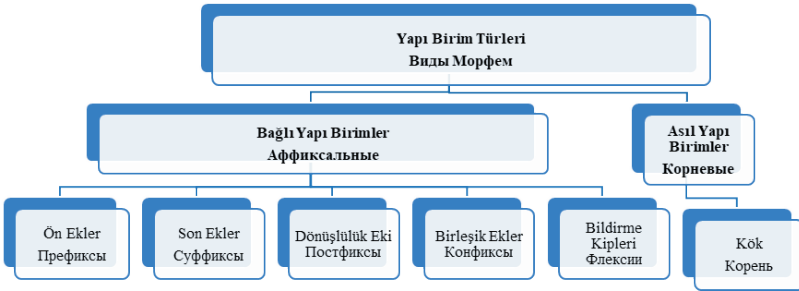 Yapı Birim Türleri
Виды Морфем
Bağlı Yapı Birimler
Аффиксальные
Asıl Yapı
Birimler
Корневые
Ön Ekler
Префиксы
Son Ekler
Суффиксы
Dönüşlülük Eki
Постфиксы
Birleşik Ekler
Конфиксы
Bildirme
Kipleri
Флексии
Kök
Корень